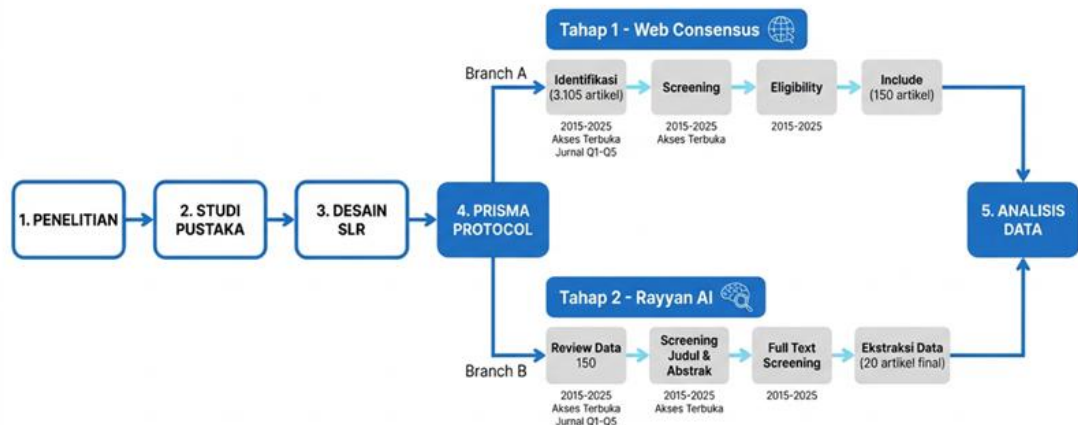 Tahap 1 - Web Consensus
Branch A
Identifikasi
(3.105 artikel)
Screening
Eligibility
Include
(150 artikel)
2015-2025
Akses Terbuka
Jurnal Q1-Q5
2015-2025
Akses Terbuka
2015-2025
1. PENELITIAN
2. STUDI
PUSTAKA
3. DESAIN
SLR
4. PRISMA
PROTOCOL
5. ANALISIS
DATA
Tahap 2 - Rayyan AI
Branch B
Review Data
150
Screening
Judul &
Abstrak
Full Text
Screening
Ekstraksi Data
(20 artikel final)
2015-2025
Akses Terbuka
Jurnal Q1-Q5
2015-2025
Akses Terbuka
2015-2025